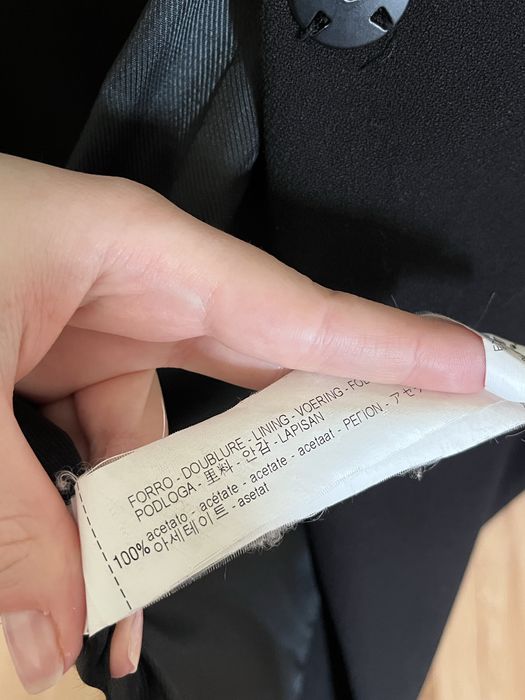 FORRO - DOUBLURE - LINING - VOERING -
PODLOGA - 里料 - 안감 - LAPISAN
100% acetato - acétate - acetate - acetaat - РЕГІОН -
아세테이트 - asetat